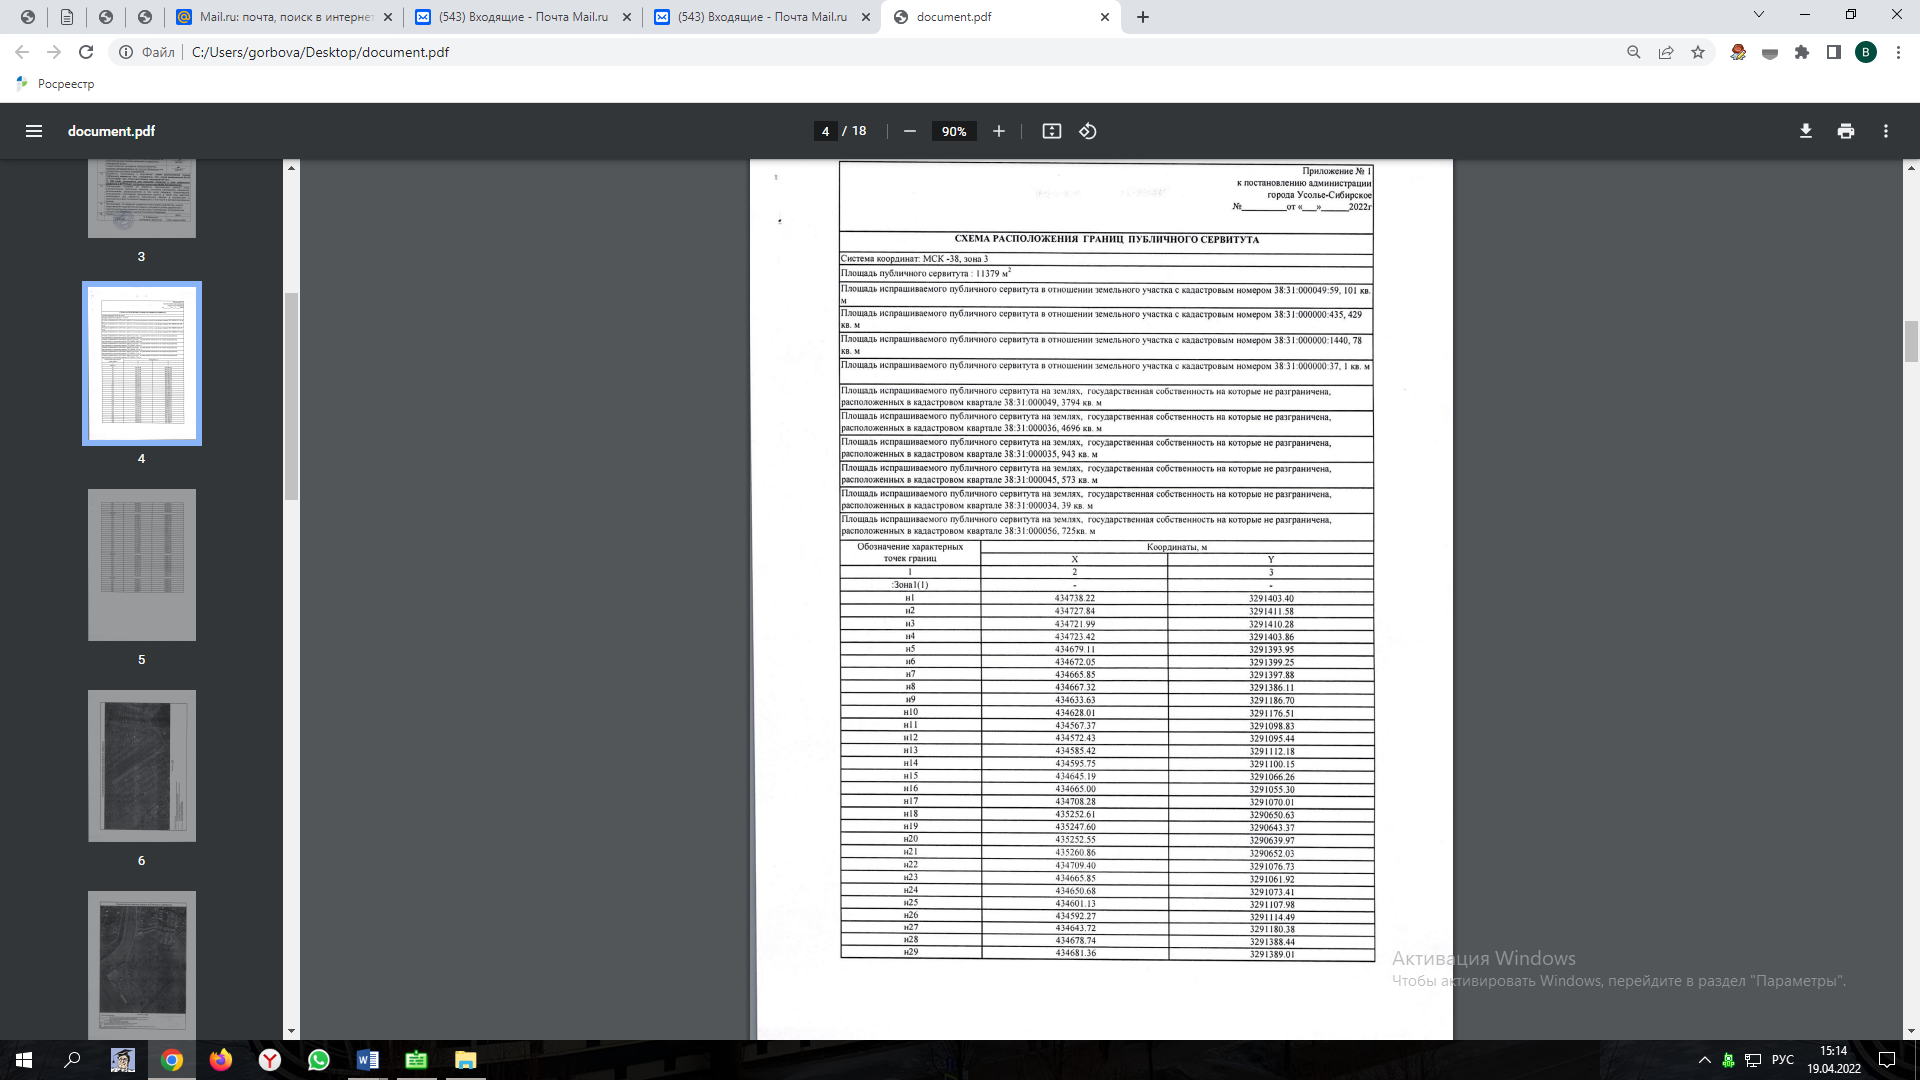 Mail.ru: почта, поиск в интернет
(543) Входящие - Почта Mail.ru
(543) Входящие - Почта Mail.ru
document.pdf
Файл
C:/Users/gorbova/Desktop/document.pdf
B
Росреестр
document.pdf
4 / 18
90%
3
4
5
6
Приложение № 1
к постановлению администрации
города Усолье-Сибирское
№__________от «___»______2022г
СХЕМА РАСПОЛОЖЕНИЯ ГРАНИЦ ПУБЛИЧНОГО СЕРВИТУТА
Система координат: МСК -38, зона 3
Площадь публичного сервитута : 11379 м2
Площадь испрашиваемого публичного сервитута в отношении земельного участка с кадастровым номером 38:31:000049:59, 101 кв.
м
Площадь испрашиваемого публичного сервитута в отношении земельного участка с кадастровым номером 38:31:000000:435, 429
кв. м
Площадь испрашиваемого публичного сервитута в отношении земельного участка с кадастровым номером 38:31:000000:1440, 78
кв. м
Площадь испрашиваемого публичного сервитута в отношении земельного участка с кадастровым номером 38:31:000000:37, 1 кв. м
Площадь испрашиваемого публичного сервитута на землях, государственная собственность на которые не разграничена,
расположенных в кадастровом квартале 38:31:000049, 3794 кв. м
Площадь испрашиваемого публичного сервитута на землях, государственная собственность на которые не разграничена,
расположенных в кадастровом квартале 38:31:000036, 4696 кв. м
Площадь испрашиваемого публичного сервитута на землях, государственная собственность на которые не разграничена,
расположенных в кадастровом квартале 38:31:000035, 943 кв. м
Площадь испрашиваемого публичного сервитута на землях, государственная собственность на которые не разграничена,
расположенных в кадастровом квартале 38:31:000045, 573 кв. м
Площадь испрашиваемого публичного сервитута на землях, государственная собственность на которые не разграничена,
расположенных в кадастровом квартале 38:31:000034, 39 кв. м
Площадь испрашиваемого публичного сервитута на землях, государственная собственность на которые не разграничена,
расположенных в кадастровом квартале 38:31:000056, 725кв. м
Обозначение характерных точек границ
Координаты, м
X Y
1 2 3
:Зона1(1) - -
н1 434738.22 3291403.40
н2 434727.84 3291411.58
н3 434721.99 3291410.28
н4 434723.42 3291403.86
н5 434679.11 3291393.95
н6 434672.05 3291399.25
н7 434665.85 3291397.88
н8 434667.32 3291386.11
н9 434633.63 3291186.70
н10 434628.01 3291176.51
н11 434567.37 3291098.83
н12 434572.43 3291095.44
н13 434585.42 3291112.18
н14 434595.75 3291100.15
н15 434645.19 3291066.26
н16 434665.00 3291055.30
н17 434708.28 3291070.01
н18 435252.61 3290650.63
н19 435247.60 3290643.37
н20 435252.55 3290639.97
н21 435260.86 3290652.03
н22 434709.40 3291076.73
н23 434665.85 3291061.92
н24 434650.68 3291073.41
н25 434601.13 3291107.98
н26 434592.27 3291114.49
н27 434643.72 3291180.38
н28 434678.74 3291388.44
н29 434681.36 3291389.01
Активация Windows
Чтобы активировать Windows, перейдите в раздел "Параметры".
РУС
15:14
19.04.2022